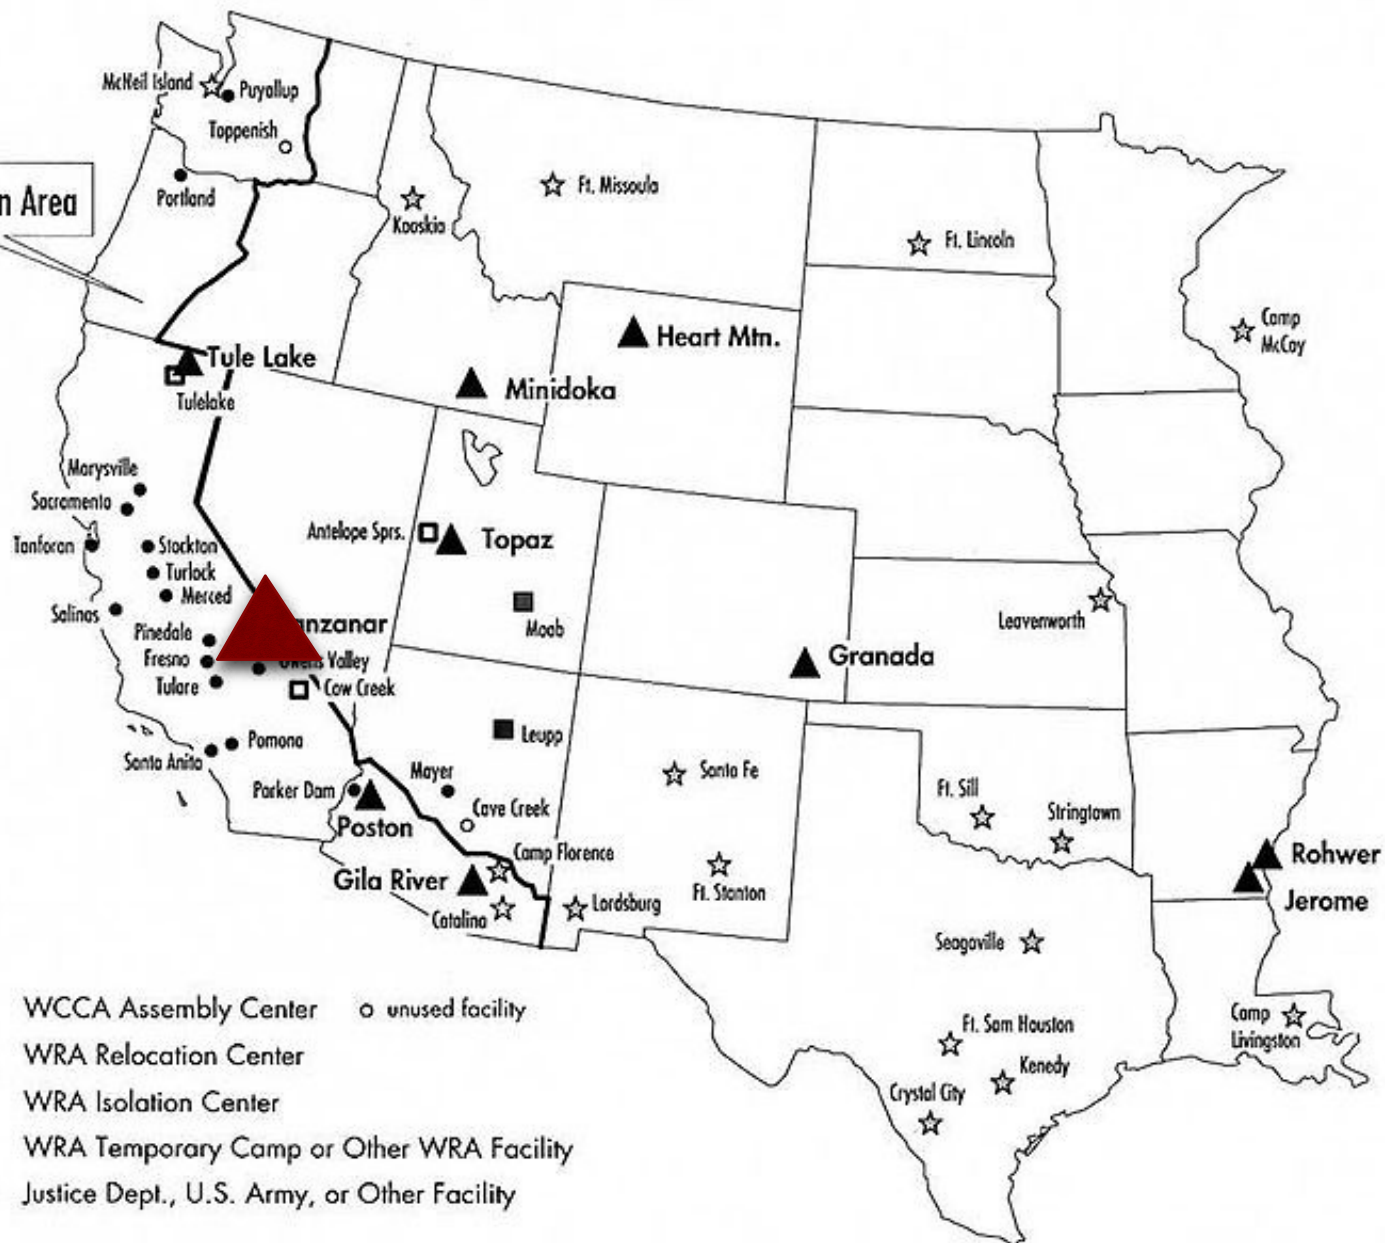 McNeil Island
Puyallup
Toppenish
Portland
n Area
Kooskia
Ft. Missoula
Ft. Lincoln
Camp
McCoy
Heart Mtn.
Tule Lake
Tulelake
Minidoka
Marysville
Sacramento
Tanforan
Stockton
Turlock
Merced
Salinas
Pinedale
Fresno
Tulare
anzanar
Owens Valley
Cow Creek
Antelope Sprs.
Topaz
Moab
Leavenworth
Granada
Leupp
Pomona
Santa Anita
Parker Dam
Mayer
Cave Creek
Poston
Camp Florence
Gila River
Catalina
Lordsburg
Santa Fe
Ft. Stanton
Ft. Sill
Stringtown
Rohwer
Jerome
Seagoville
Ft. Sam Houston
Kenedy
Crystal City
Camp
Livingston
WCCA Assembly Center unused facility
WRA Relocation Center
WRA Isolation Center
WRA Temporary Camp or Other WRA Facility
Justice Dept., U.S. Army, or Other Facility